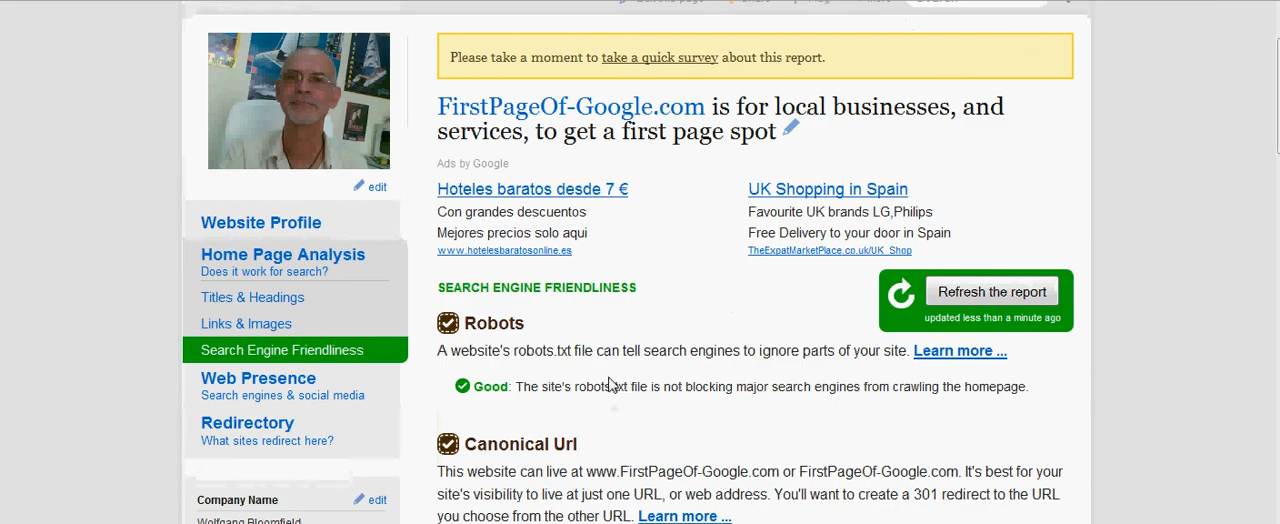 Please take a moment to take a quick survey about this report.
FirstPageOf-Google.com is for local businesses, and
services, to get a first page spot
Ads by Google
Hoteles baratos desde 7 €
Con grandes descuentos
Mejores precios solo aqui
www.hotelesbaratosonline.es
UK Shopping in Spain
Favourite UK brands LG,Philips
Free Delivery to your door in Spain
TheExpatMarketPlace.co.uk/UK_Shop
edit
Website Profile
Home Page Analysis
Does it work for search?
Titles & Headings
Links & Images
Search Engine Friendliness
Web Presence
Search engines & social media
Redirectory
What sites redirect here?
Company Name
edit
Wolfgang Bloomfield
SEARCH ENGINE FRIENDLINESS
Refresh the report
updated less than a minute ago
Robots
A website's robots.txt file can tell search engines to ignore parts of your site. Learn more ...
Good: The site's robots.txt file is not blocking major search engines from crawling the homepage.
Canonical Url
This website can live at www.FirstPageOf-Google.com or FirstPageOf-Google.com. It's best for your
site's visibility to live at just one URL, or web address. You'll want to create a 301 redirect to the URL
you choose from the other URL. Learn more ...